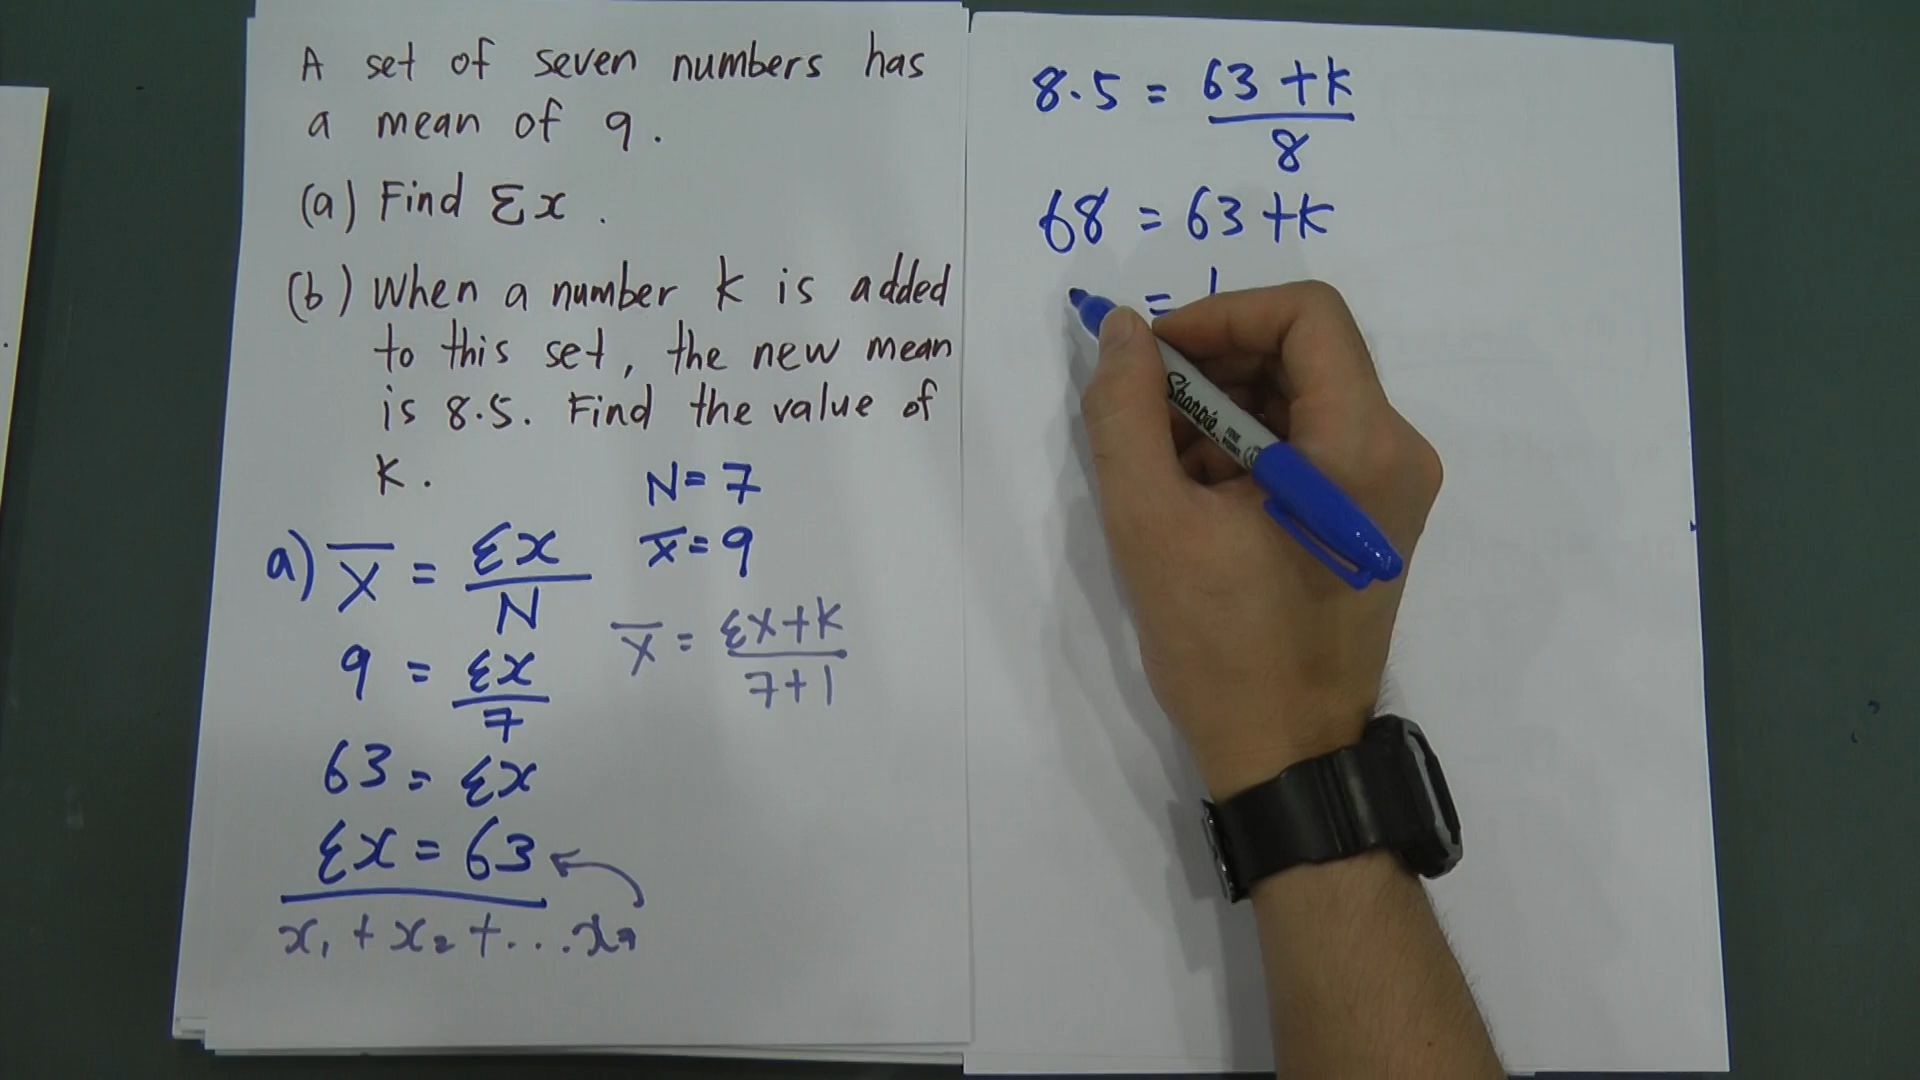 A set of seven numbers has
a mean of 9.
(a) Find Σx.
(b) When a number k is added
to this set, the new mean
is 8.5. Find the value of
k.
N = 7
x̄ = 9
a) x̄ = Σx/N
x̄ = Σx+k/7+1
9 = Σx/7
63 = Σx
Σx = 63
x₁ + x₂ + ... x₇
8.5 = 63 + k/8
68 = 63 + k
=
Sharpie